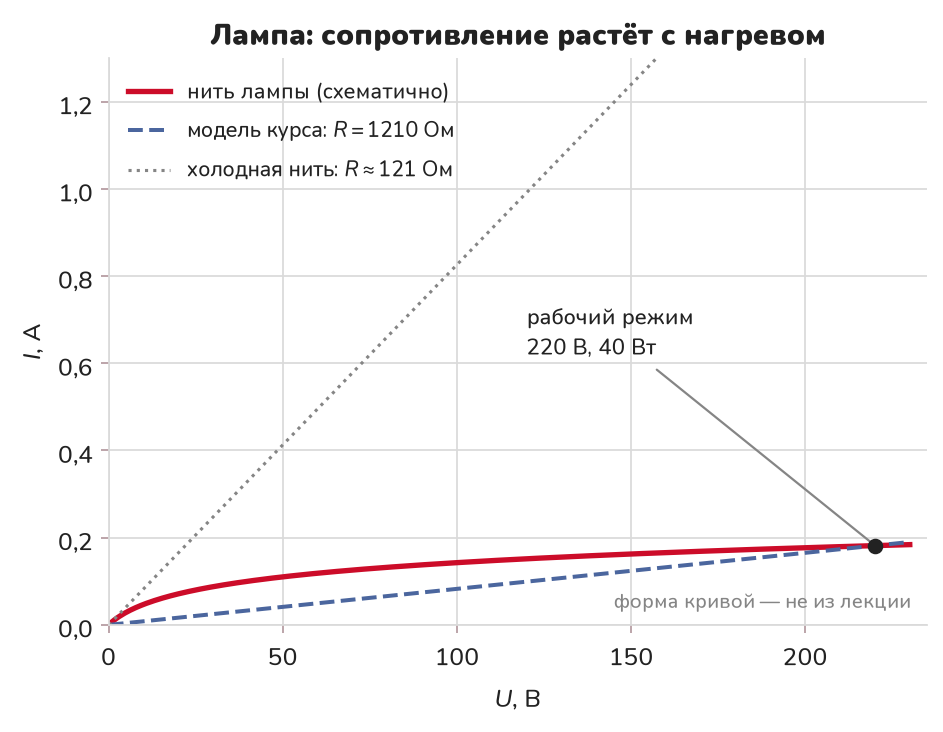 Лампа: сопротивление растёт с нагревом
нить лампы (схематично)
модель курса: R = 1210 Ом
холодная нить: R ≈ 121 Ом
1,2
1,0
0,8
0,6
0,4
0,2
0,0
I, А
рабочий режим
220 В, 40 Вт
форма кривой — не из лекции
0
50
100
150
200
U, В